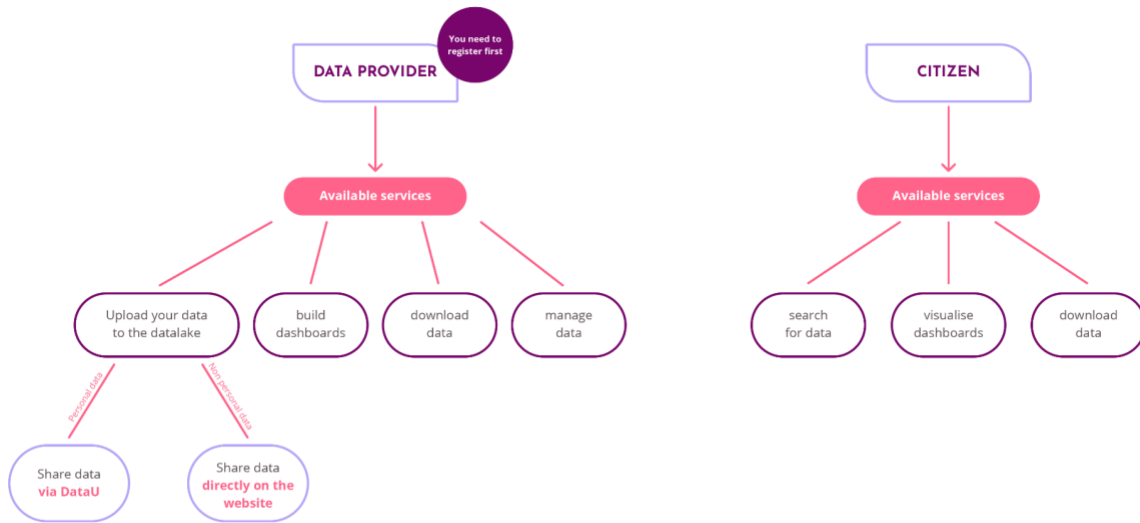 You need to
register first
DATA PROVIDER
CITIZEN
Available services
Available services
Upload your data
to the datalake
build
dashboards
download
data
manage
data
search
for data
visualise
dashboards
download
data
Personal data
Non personal data
Share data
via DataU
Share data
directly on the
website